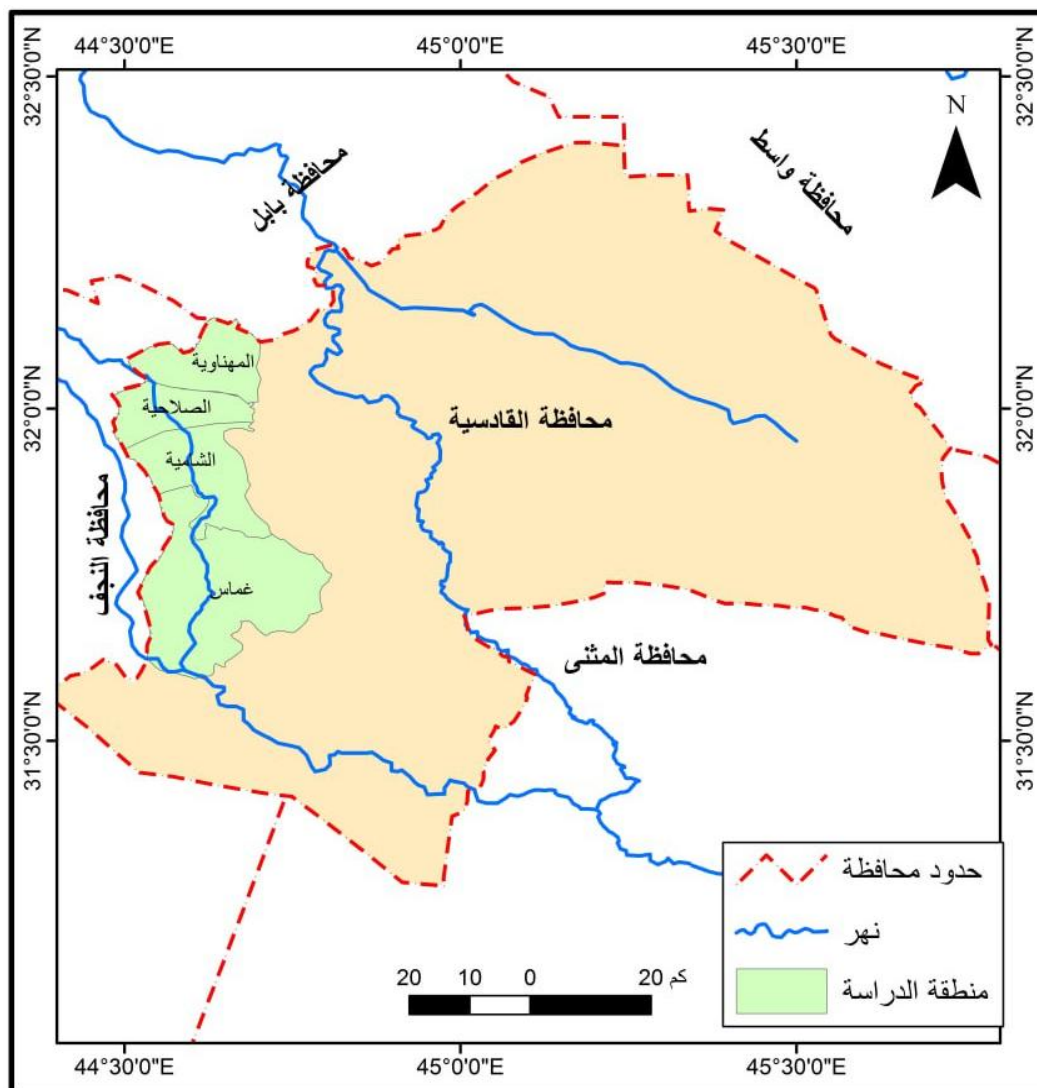 44°30'0"E
45°0'0"E
45°30'0"E
32°30'0"N
32°30'0"N
N
محافظة بابل
محافظة واسط
المهناوية
الصلاحية
محافظة القادسية
32°0'0"N
32°0'0"N
الشامية
محافظة النجف
غماس
محافظة المثنى
31°30'0"N
31°30'0"N
حدود محافظة
نهر
منطقة الدراسة
20 10 0 20 كم
44°30'0"E
45°0'0"E
45°30'0"E